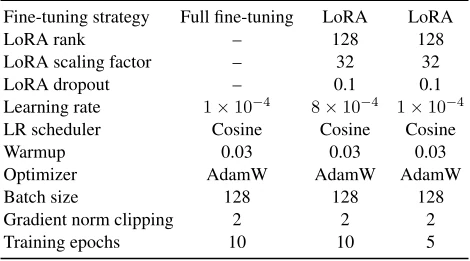 Fine-tuning strategy Full fine-tuning LoRA LoRA
LoRA rank – 128 128
LoRA scaling factor – 32 32
LoRA dropout – 0.1 0.1
Learning rate 1 × 10⁻⁴ 8 × 10⁻⁴ 1 × 10⁻⁴
LR scheduler Cosine Cosine Cosine
Warmup 0.03 0.03 0.03
Optimizer AdamW AdamW AdamW
Batch size 128 128 128
Gradient norm clipping 2 2 2
Training epochs 10 10 5